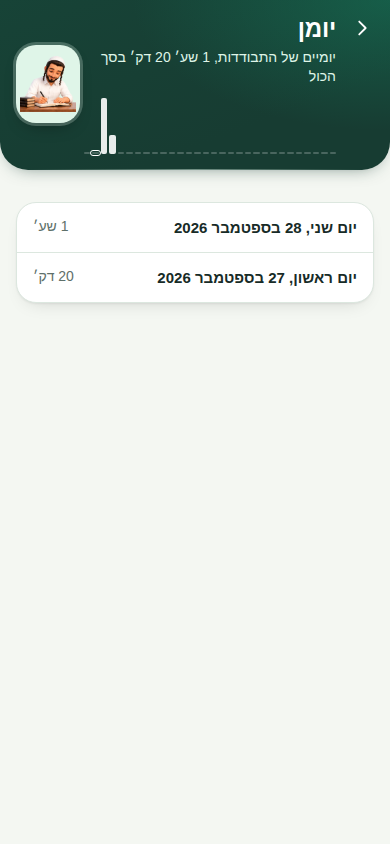 יומן
יומיים של התבודדות, 1 שע׳ 20 דק׳ בסך
הכול
יום שני, 28 בספטמבר 2026 1 שע׳
יום ראשון, 27 בספטמבר 2026 20 דק׳